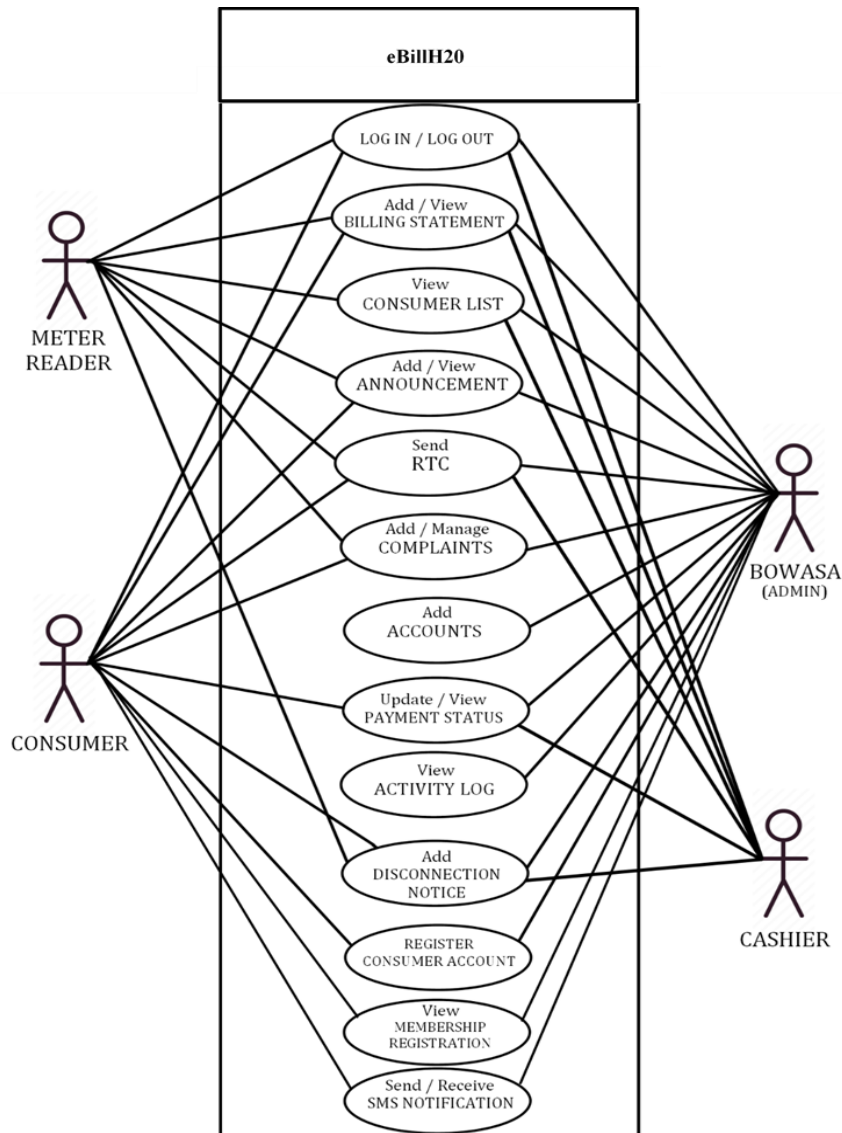 eBillH20
LOG IN / LOG OUT
Add / View
BILLING STATEMENT
View
CONSUMER LIST
Add / View
ANNOUNCEMENT
Send
RTC
Add / Manage
COMPLAINTS
Add
ACCOUNTS
Update / View
PAYMENT STATUS
View
ACTIVITY LOG
Add
DISCONNECTION
NOTICE
REGISTER
CONSUMER ACCOUNT
View
MEMBERSHIP
REGISTRATION
Send / Receive
SMS NOTIFICATION
METER
READER
CONSUMER
BOWASA
(ADMIN)
CASHIER